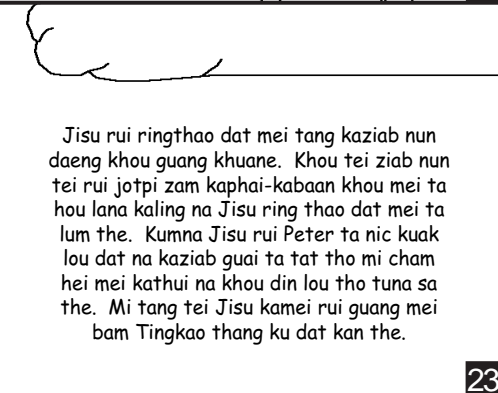 Jisu rui ringthao dat mei tang kaziab nun
daeng khou guang khuane. Khou tei ziab nun
tei rui jotpi zam kaphai-kabaan khou mei ta
hou lana kaling na Jisu ring thao dat mei ta
lum the. Kumna Jisu rui Peter ta nic kuak
lou dat na kaziab guai ta tat tho mi cham
hei mei kathui na khou din lou tho tuna sa
the. Mi tang tei Jisu kamei rui guang mei
bam Tingkao thang ku dat kan the.
23